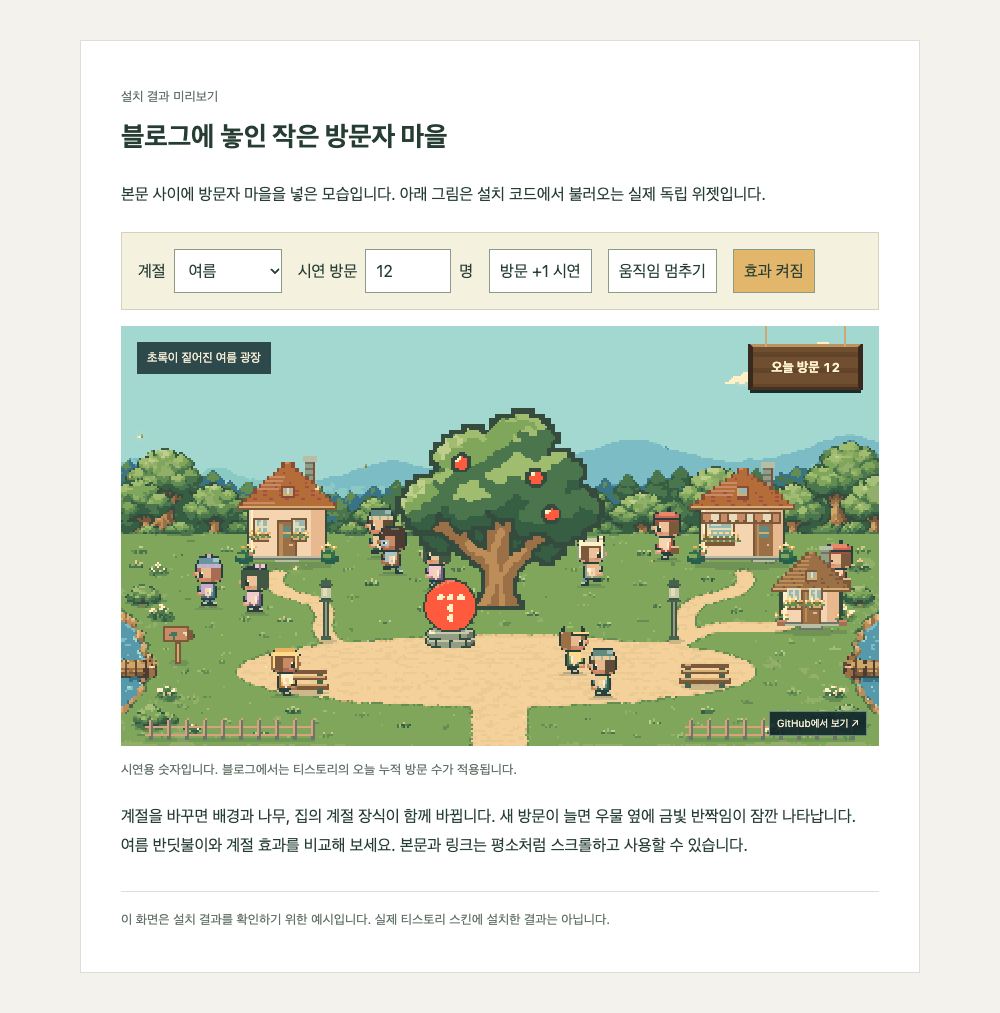 설치 결과 미리보기
블로그에 놓인 작은 방문자 마을
본문 사이에 방문자 마을을 넣은 모습입니다. 아래 그림은 설치 코드에서 불러오는 실제 독립 위젯입니다.
계절 여름 시연 방문 12 명 방문 +1 시연 움직임 멈추기 효과 켜짐
초록이 짙어진 여름 광장
오늘 방문 12
GitHub에서 보기 ↗
시연용 숫자입니다. 블로그에서는 티스토리의 오늘 누적 방문 수가 적용됩니다.
계절을 바꾸면 배경과 나무, 집의 계절 장식이 함께 바뀝니다. 새 방문이 늘면 우물 옆에 금빛 반짝임이 잠깐 나타납니다.
여름 반딧불이와 계절 효과를 비교해 보세요. 본문과 링크는 평소처럼 스크롤하고 사용할 수 있습니다.
이 화면은 설치 결과를 확인하기 위한 예시입니다. 실제 티스토리 스킨에 설치한 결과는 아닙니다.